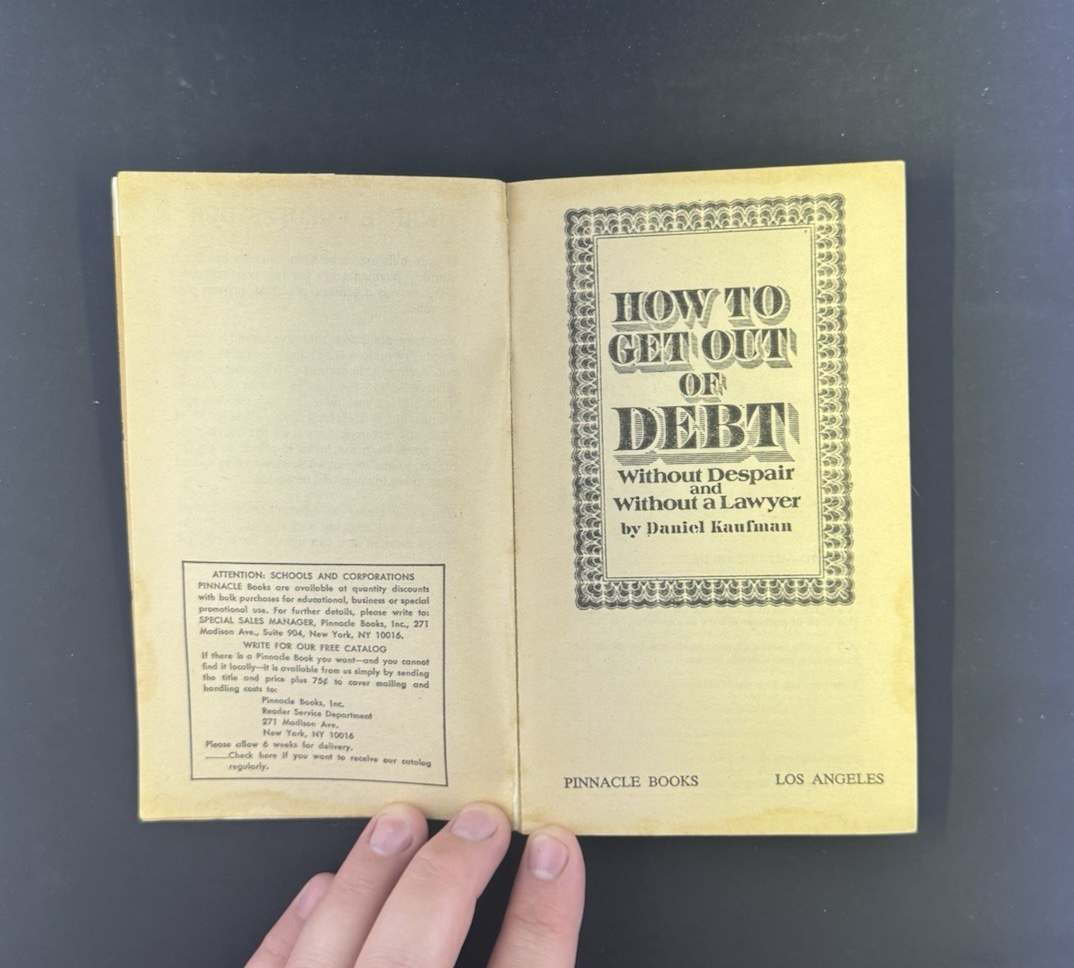 ATTENTION: SCHOOLS AND CORPORATIONS
PINNACLE Books are available at quantity discounts
with bulk purchases for educational, business or special
promotional use. For further details, please write to:
SPECIAL SALES MANAGER, Pinnacle Books, Inc., 271
Madison Ave., Suite 904, New York, NY 10016.
WRITE FOR OUR FREE CATALOG
If there is a Pinnacle Book you want—and you cannot
find it locally—it is available from us simply by sending
the title and price plus 75¢ to cover mailing and
handling costs to:
Pinnacle Books, Inc.
Reader Service Department
271 Madison Ave.
New York, NY 10016
Please allow 6 weeks for delivery.
____Check here if you want to receive our catalog
regularly.
HOW TO
GET OUT
OF
DEBT
Without Despair
and
Without a Lawyer
by Daniel Kaufman
PINNACLE BOOKS LOS ANGELES